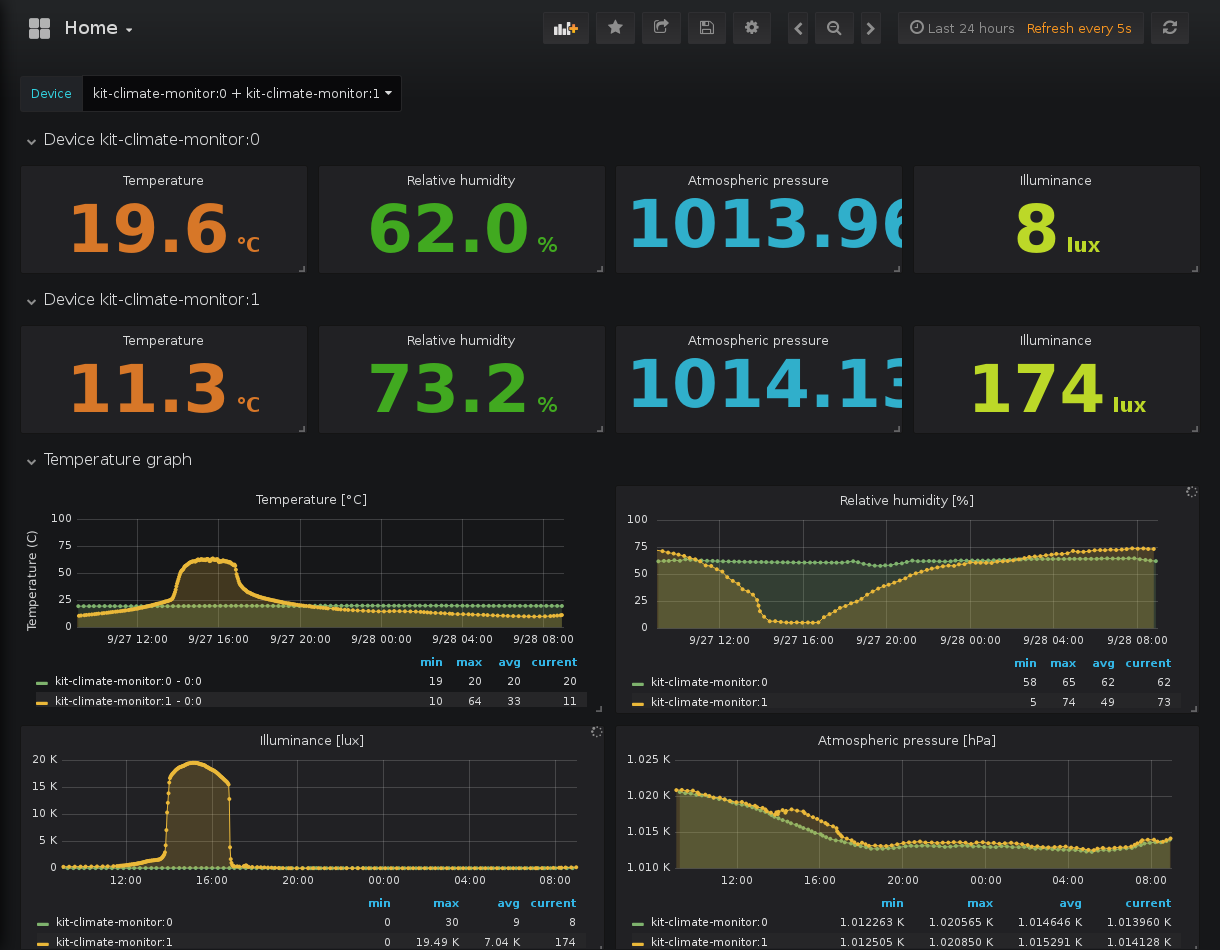 Home
Last 24 hours Refresh every 5s
Device kit-climate-monitor:0 + kit-climate-monitor:1
Device kit-climate-monitor:0
Temperature Relative humidity Atmospheric pressure Illuminance
19.6 °C 62.0 % 1013.96 8 lux
Device kit-climate-monitor:1
Temperature Relative humidity Atmospheric pressure Illuminance
11.3 °C 73.2 % 1014.13 174 lux
Temperature graph
Temperature [°C]
Temperature (C)
100
75
50
25
0
9/27 12:00 9/27 16:00 9/27 20:00 9/28 00:00 9/28 04:00 9/28 08:00
min max avg current
kit-climate-monitor:0 - 0:0 19 20 20 20
kit-climate-monitor:1 - 0:0 10 64 33 11
Relative humidity [%]
100
75
50
25
0
9/27 12:00 9/27 16:00 9/27 20:00 9/28 00:00 9/28 04:00 9/28 08:00
min max avg current
kit-climate-monitor:0 58 65 62 62
kit-climate-monitor:1 5 74 49 73
Illuminance [lux]
20 K
15 K
10 K
5 K
0
12:00 16:00 20:00 00:00 04:00 08:00
min max avg current
kit-climate-monitor:0 0 30 9 8
kit-climate-monitor:1 0 19.49 K 7.04 K 174
Atmospheric pressure [hPa]
1.025 K
1.020 K
1.015 K
1.010 K
12:00 16:00 20:00 00:00 04:00 08:00
min max avg current
kit-climate-monitor:0 1.012263 K 1.020565 K 1.014646 K 1.013960 K
kit-climate-monitor:1 1.012505 K 1.020850 K 1.015291 K 1.014128 K